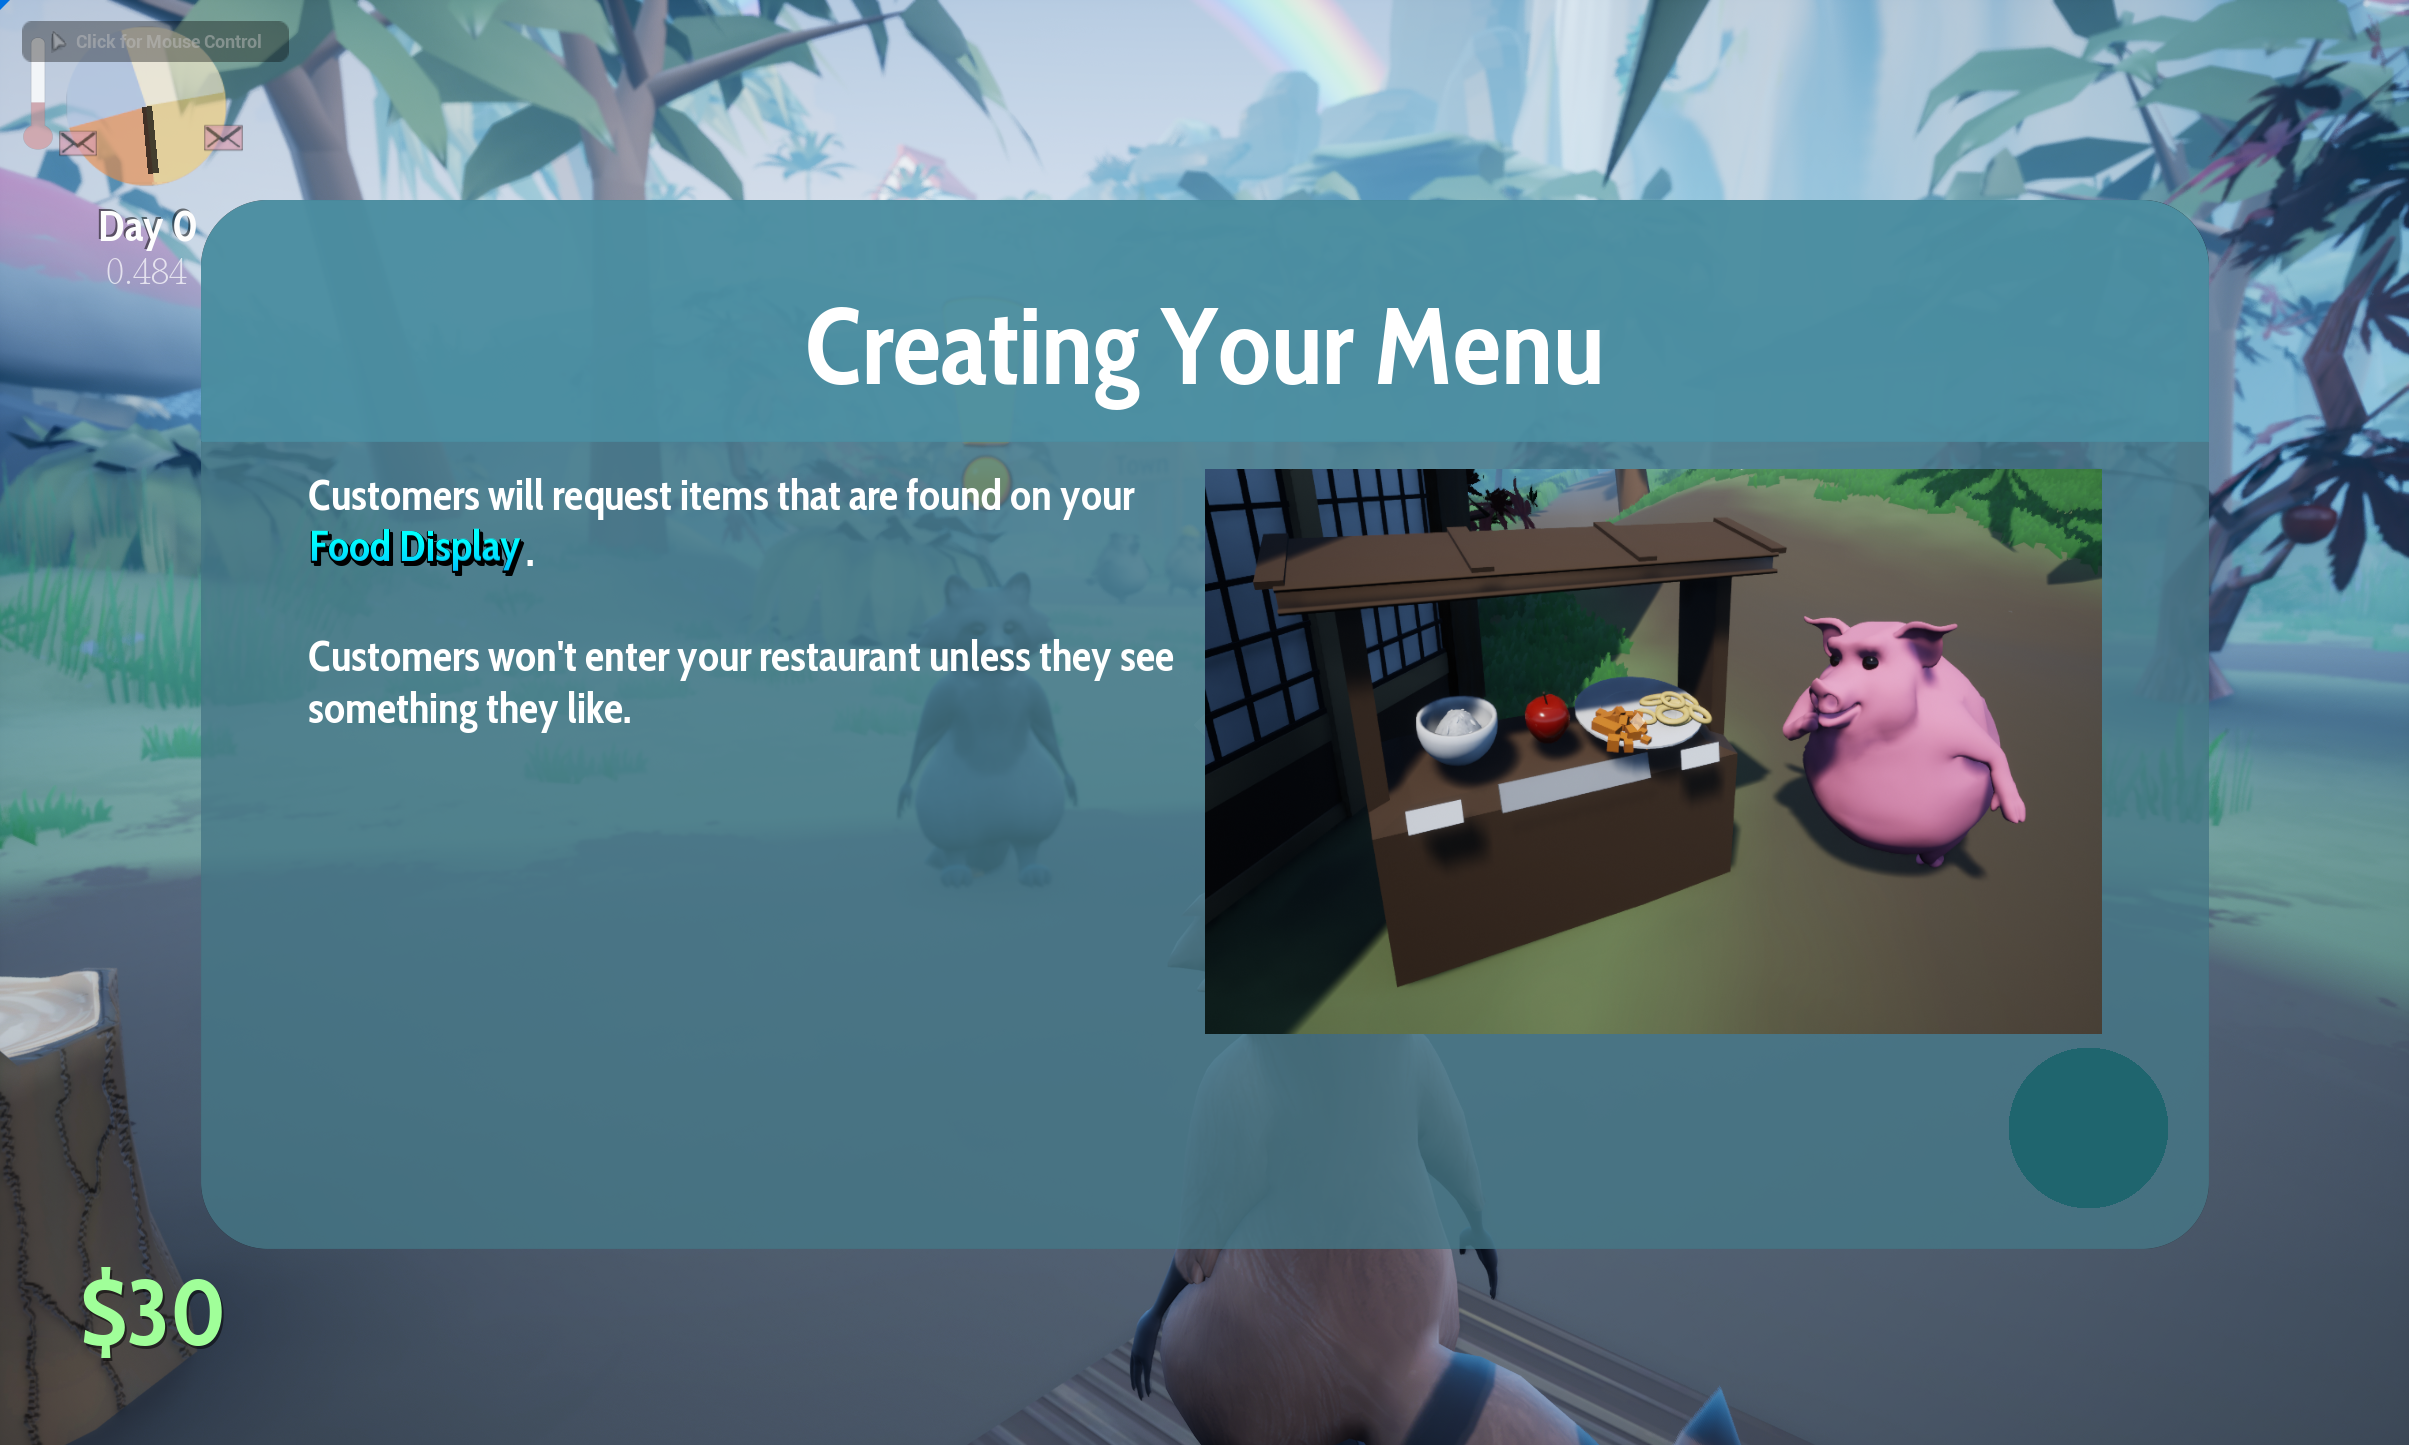 Click for Mouse Control
Day 0
0.484
Creating Your Menu
Customers will request items that are found on your
Food Display.
Customers won't enter your restaurant unless they see
something they like.
Town
$30